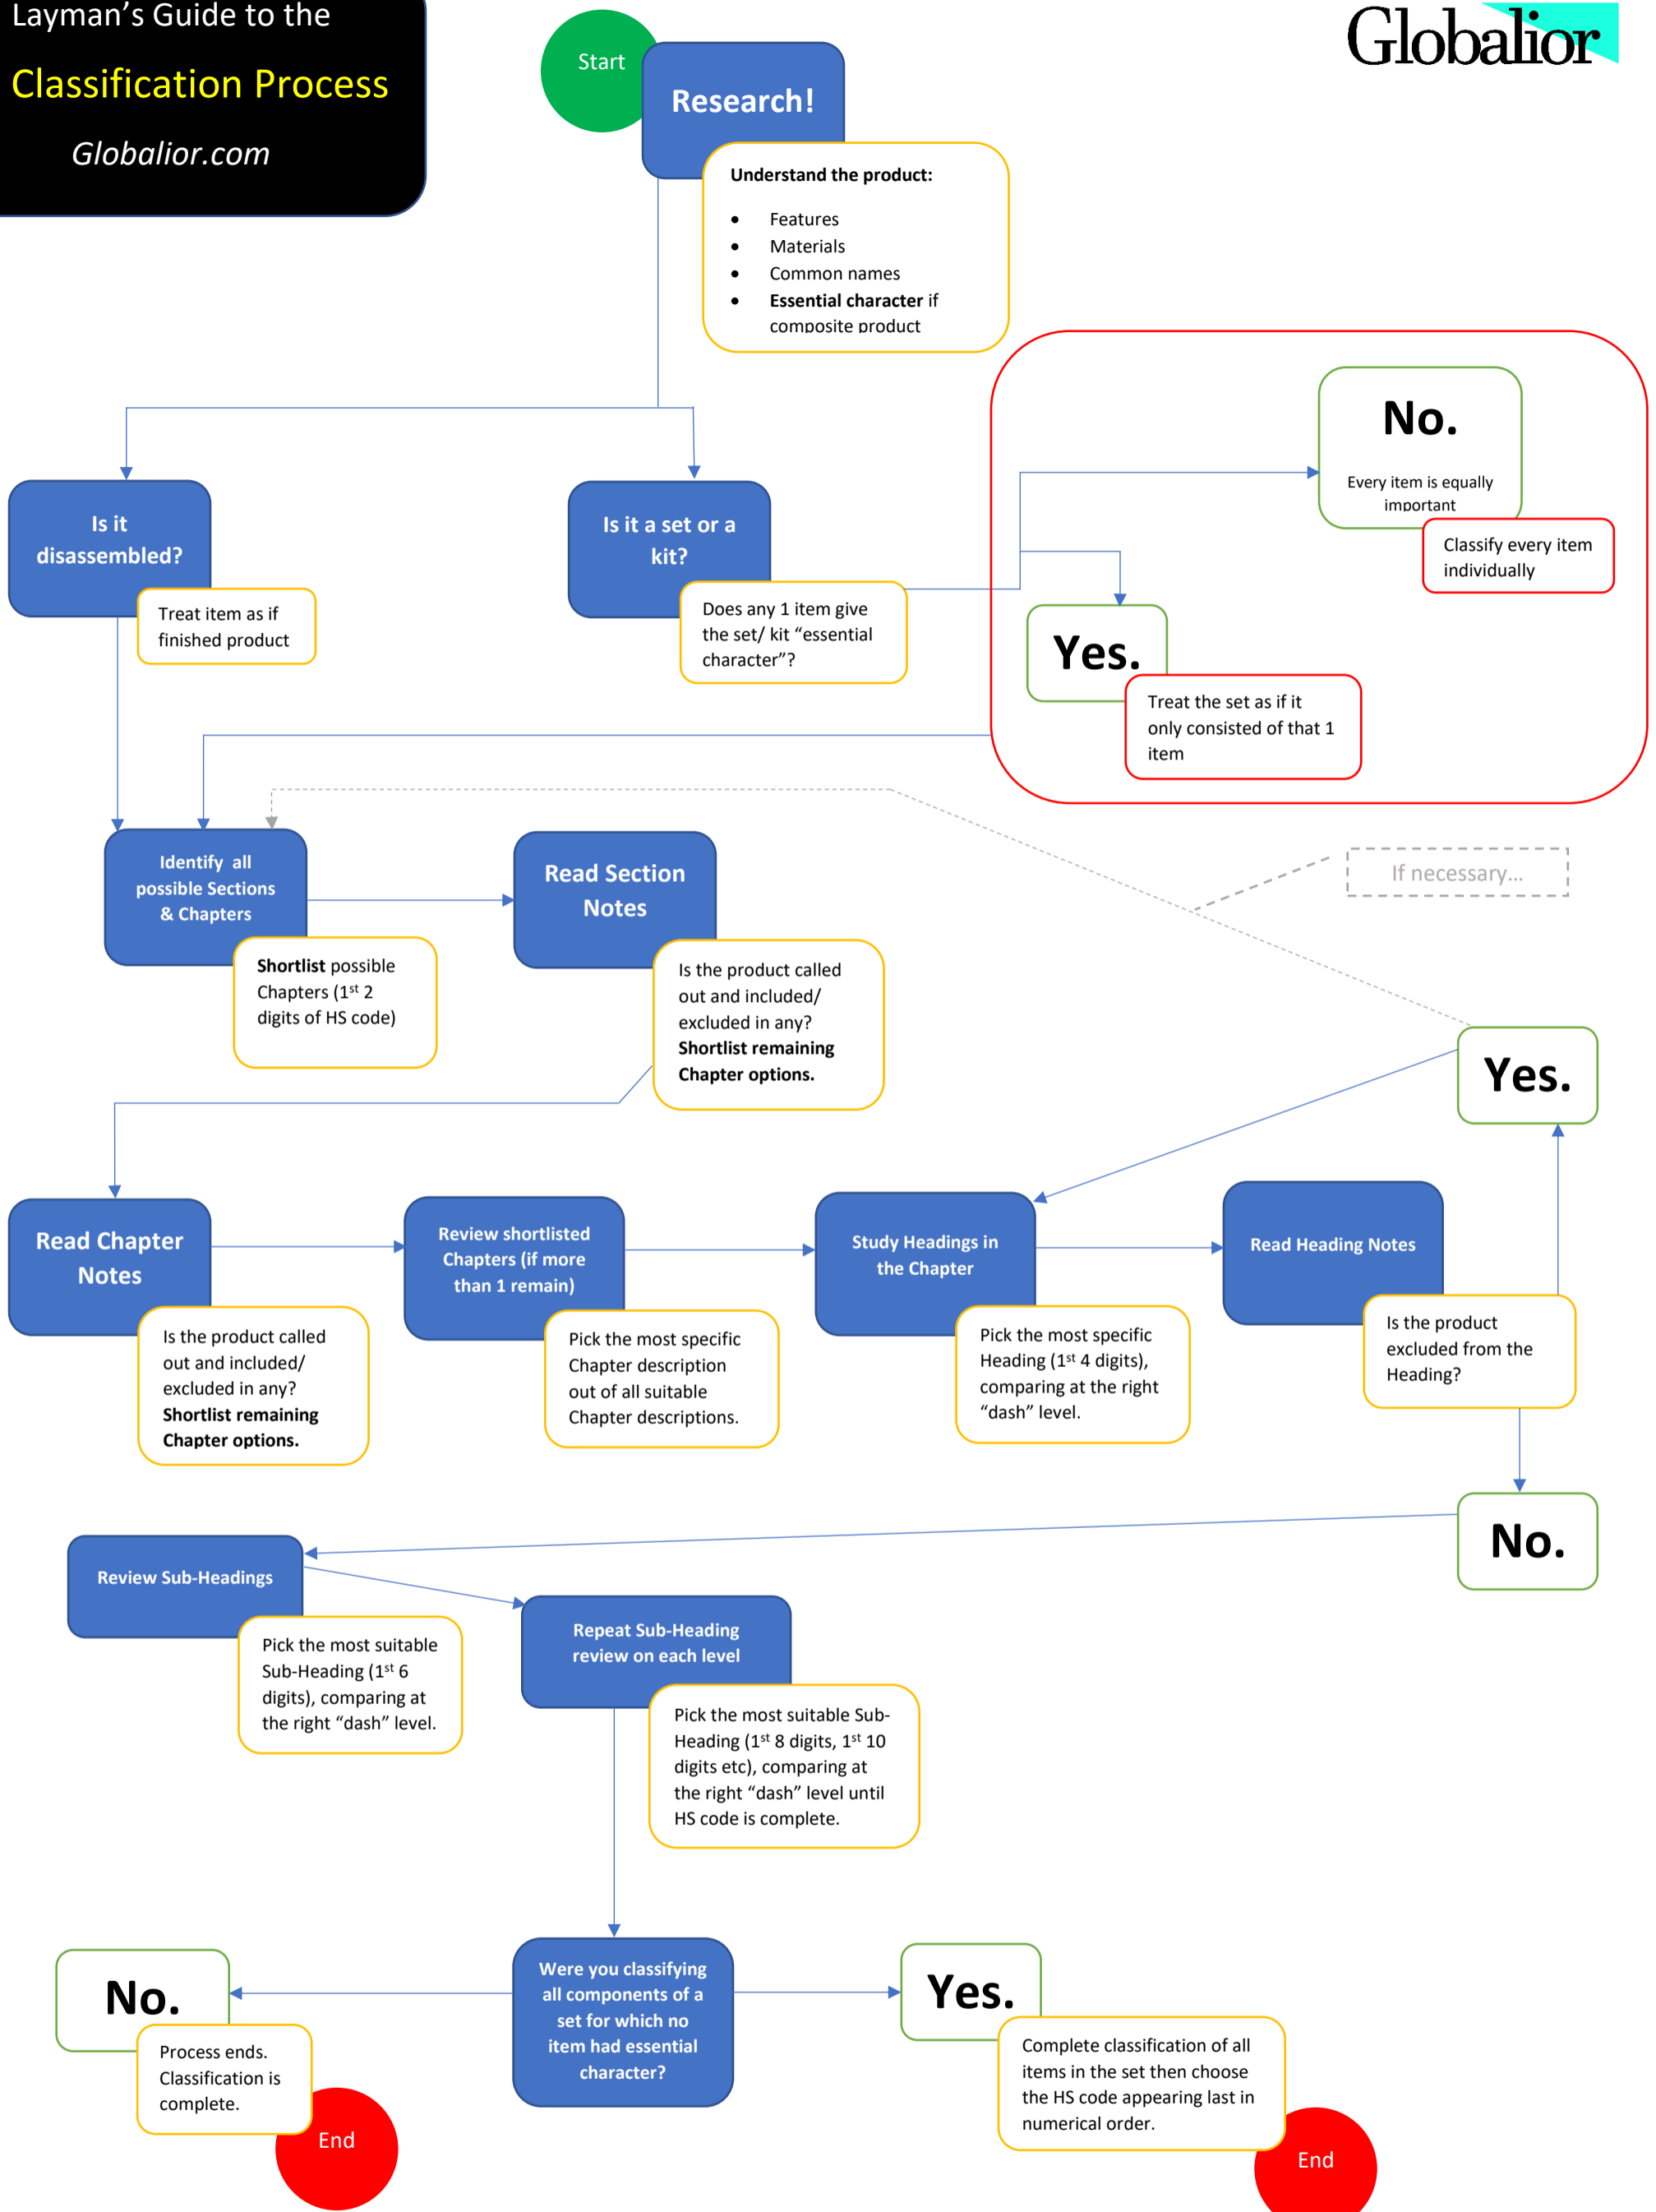 Layman’s Guide to the
Classification Process
Globalior.com
Start
Research!
Globalior
Understand the product:
• Features
• Materials
• Common names
• Essential character if
composite product
Is it
disassembled?
Treat item as if
finished product
Is it a set or a
kit?
Does any 1 item give
the set/ kit “essential
character”?
No.
Every item is equally
important
Classify every item
individually
Yes.
Treat the set as if it
only consisted of that 1
item
Identify all
possible Sections
& Chapters
Shortlist possible
Chapters (1st 2
digits of HS code)
Read Section
Notes
Is the product called
out and included/
excluded in any?
Shortlist remaining
Chapter options.
If necessary...
Yes.
Read Chapter
Notes
Is the product called
out and included/
excluded in any?
Shortlist remaining
Chapter options.
Review shortlisted
Chapters (if more
than 1 remain)
Pick the most specific
Chapter description
out of all suitable
Chapter descriptions.
Study Headings in
the Chapter
Pick the most specific
Heading (1st 4 digits),
comparing at the right
“dash” level.
Read Heading Notes
Is the product
excluded from the
Heading?
No.
Review Sub-Headings
Pick the most suitable
Sub-Heading (1st 6
digits), comparing at
the right “dash” level.
Repeat Sub-Heading
review on each level
Pick the most suitable Sub-
Heading (1st 8 digits, 1st 10
digits etc), comparing at
the right “dash” level until
HS code is complete.
Were you classifying
all components of a
set for which no
item had essential
character?
No.
Process ends.
Classification is
complete.
End
Yes.
Complete classification of all
items in the set then choose
the HS code appearing last in
numerical order.
End